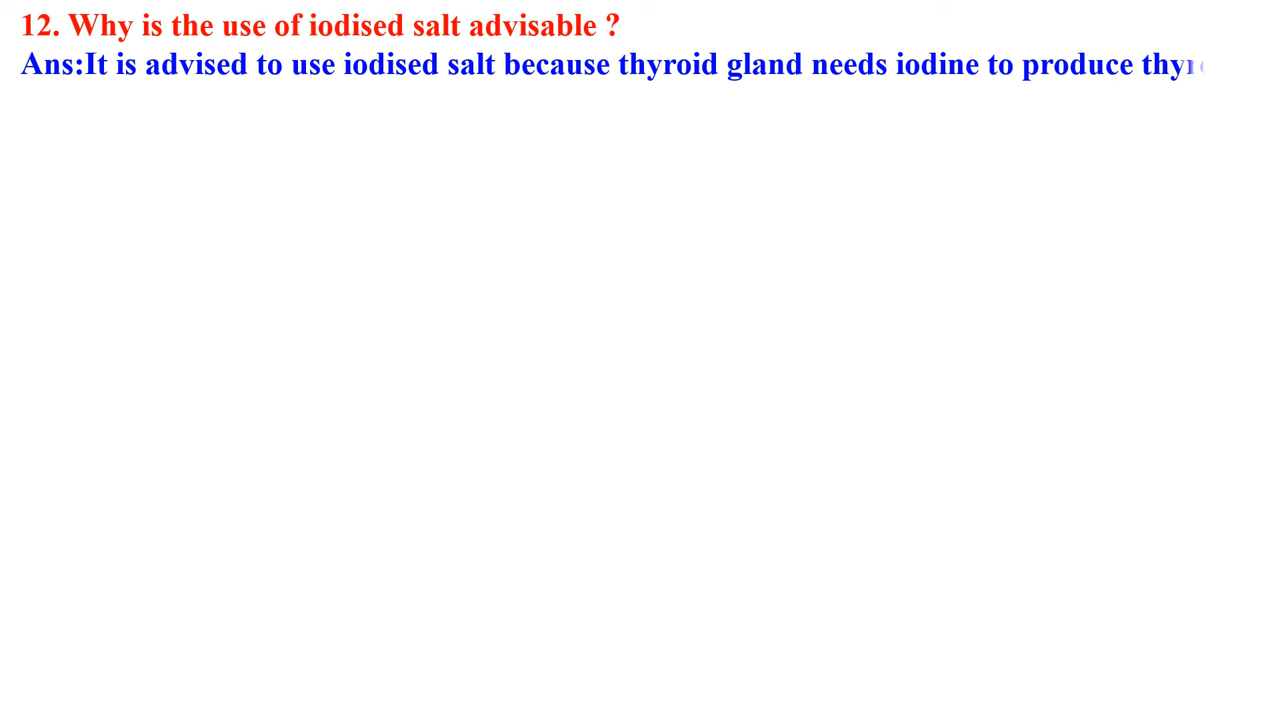 12. Why is the use of iodised salt advisable ?
Ans:It is advised to use iodised salt because thyroid gland needs iodine to produce